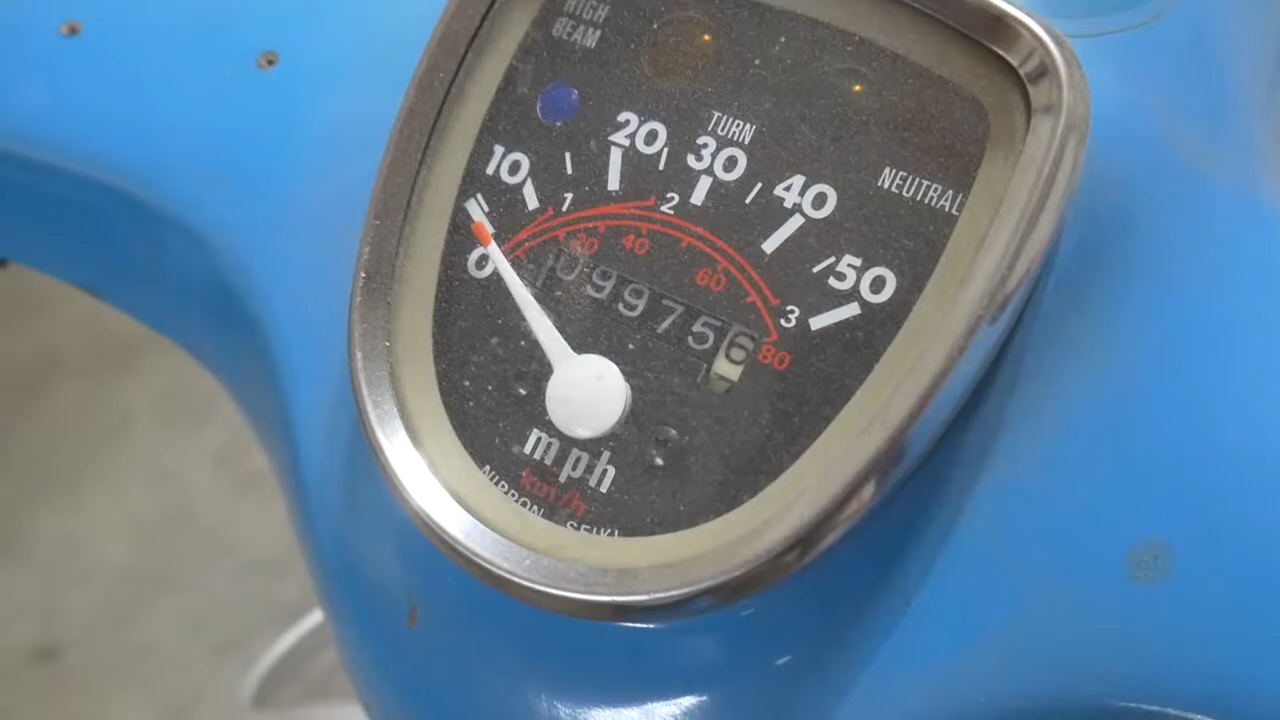 HIGH
BEAM
TURN
NEUTRAL
0 10 20 30 40 50
1 2 3
20 40 60 80
099756
mph
km/h
NIPPON SEIKI